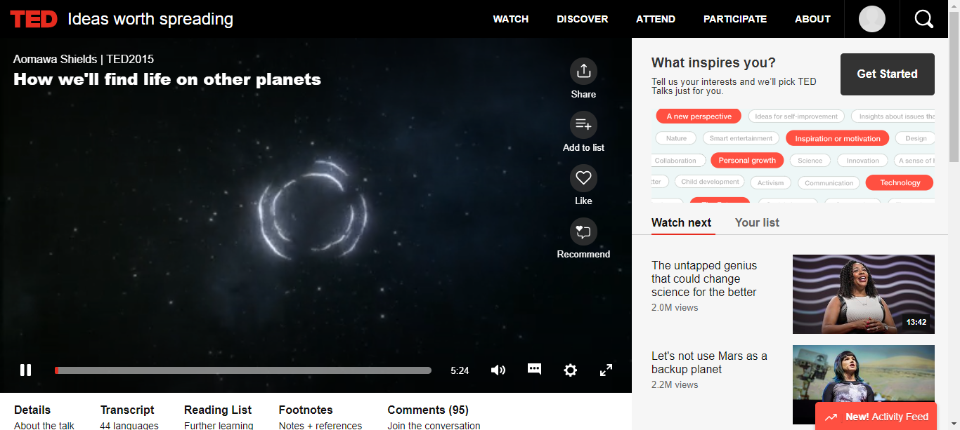 TED Ideas worth spreading
WATCH
DISCOVER
ATTEND
PARTICIPATE
ABOUT
Aomawa Shields | TED2015
How we'll find life on other planets
Share
Add to list
Like
Recommend
5:24
Details
About the talk
Transcript
44 languages
Reading List
Further learning
Footnotes
Notes + references
Comments (95)
Join the conversation
What inspires you?
Tell us your interests and we'll pick TED
Talks just for you.
Get Started
A new perspective
Ideas for self-improvement
Insights about issues
Nature
Smart entertainment
Inspiration or motivation
Design
Collaboration
Personal growth
Science
Innovation
A sense of
Child development
Activism
Communication
Technology
Watch next
Your list
The untapped genius
that could change
science for the better
2.0M views
13:42
Let's not use Mars as a
backup planet
2.2M views
New! Activity Feed